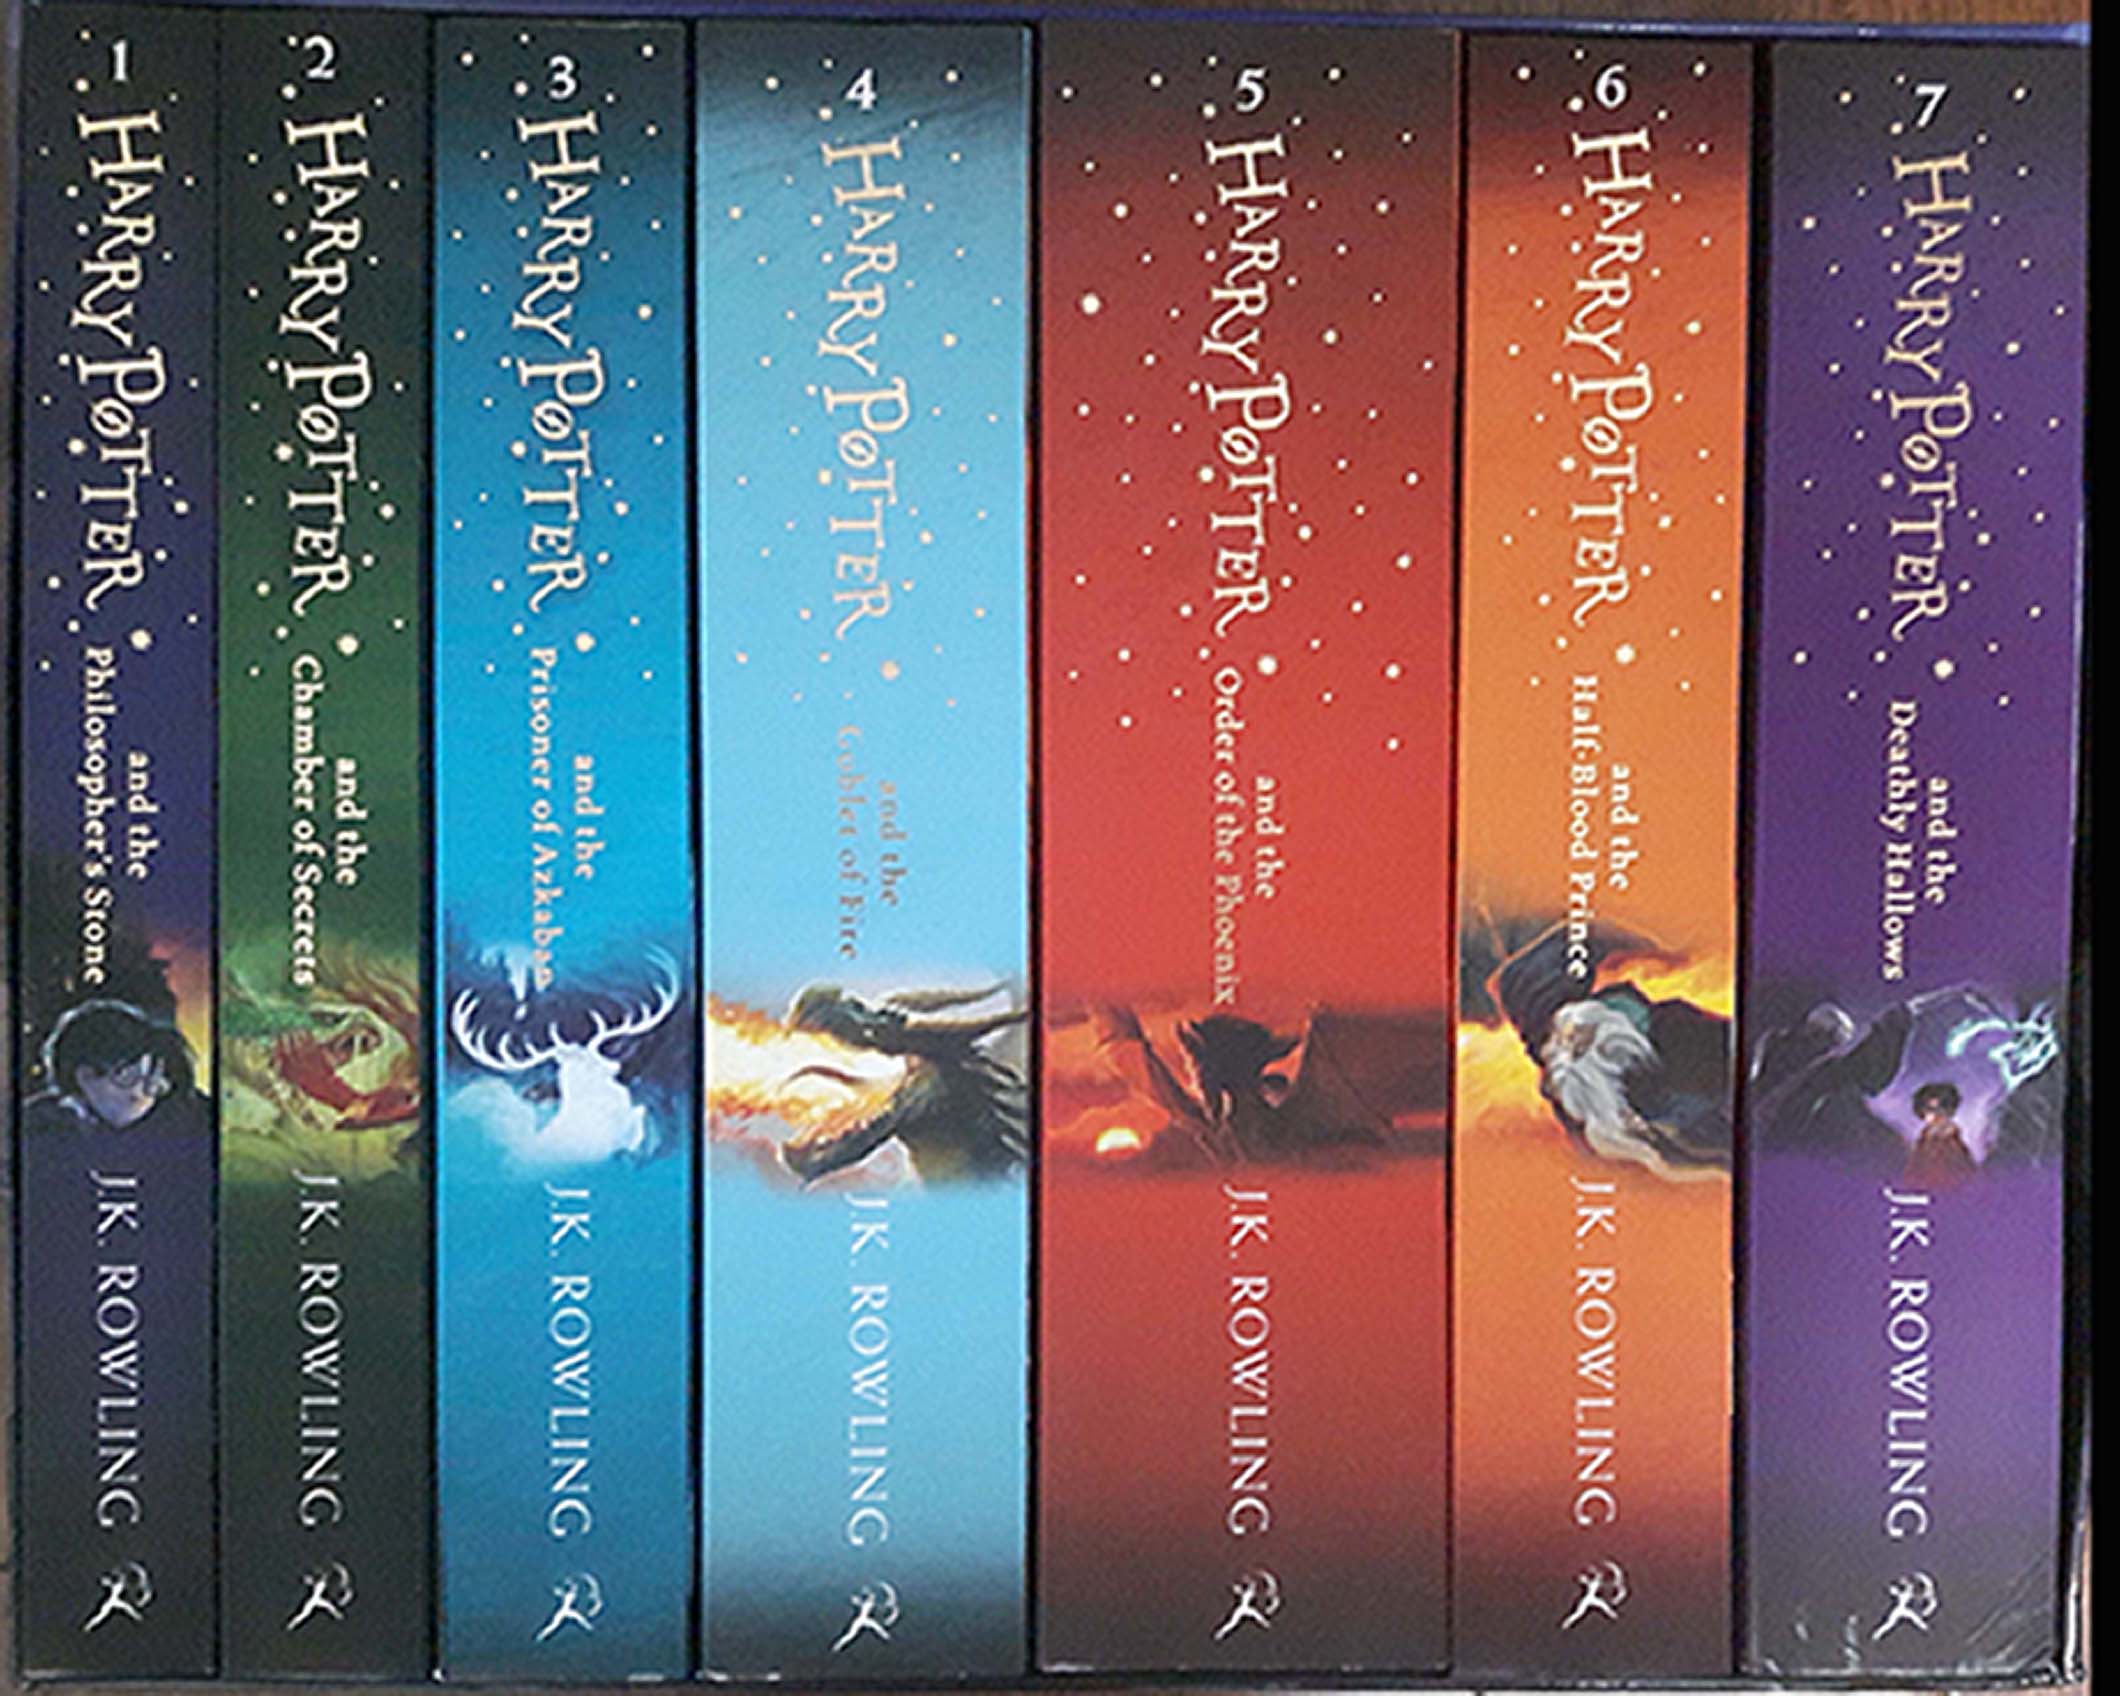 1
HARRY POTTER
and the
Philosopher's Stone
J.K. ROWLING
2
HARRY POTTER
and the
Chamber of Secrets
J.K. ROWLING
3
HARRY POTTER
and the
Prisoner of Azkaban
J.K. ROWLING
4
HARRY POTTER
and the
Goblet of Fire
J.K. ROWLING
5
HARRY POTTER
and the
Order of the Phoenix
J.K. ROWLING
6
HARRY POTTER
and the
Half-Blood Prince
J.K. ROWLING
7
HARRY POTTER
and the
Deathly Hallows
J.K. ROWLING